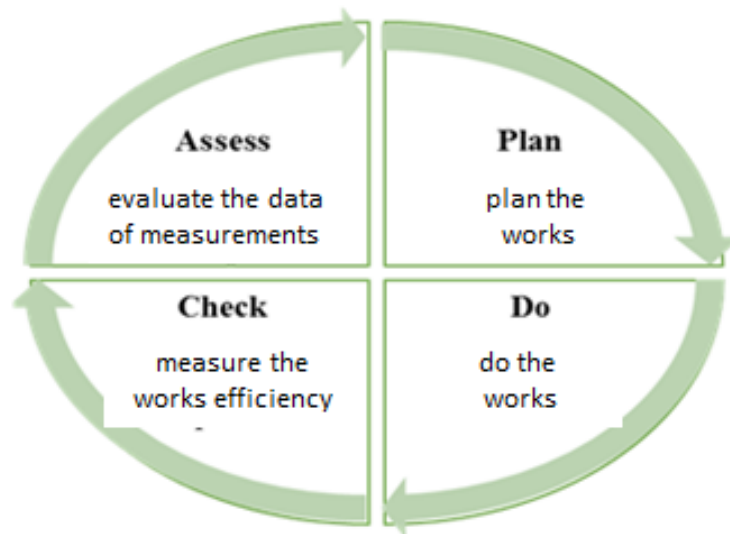 Assess
evaluate the data
of measurements
Plan
plan the
works
Check
measure the
works efficiency
Do
do the
works